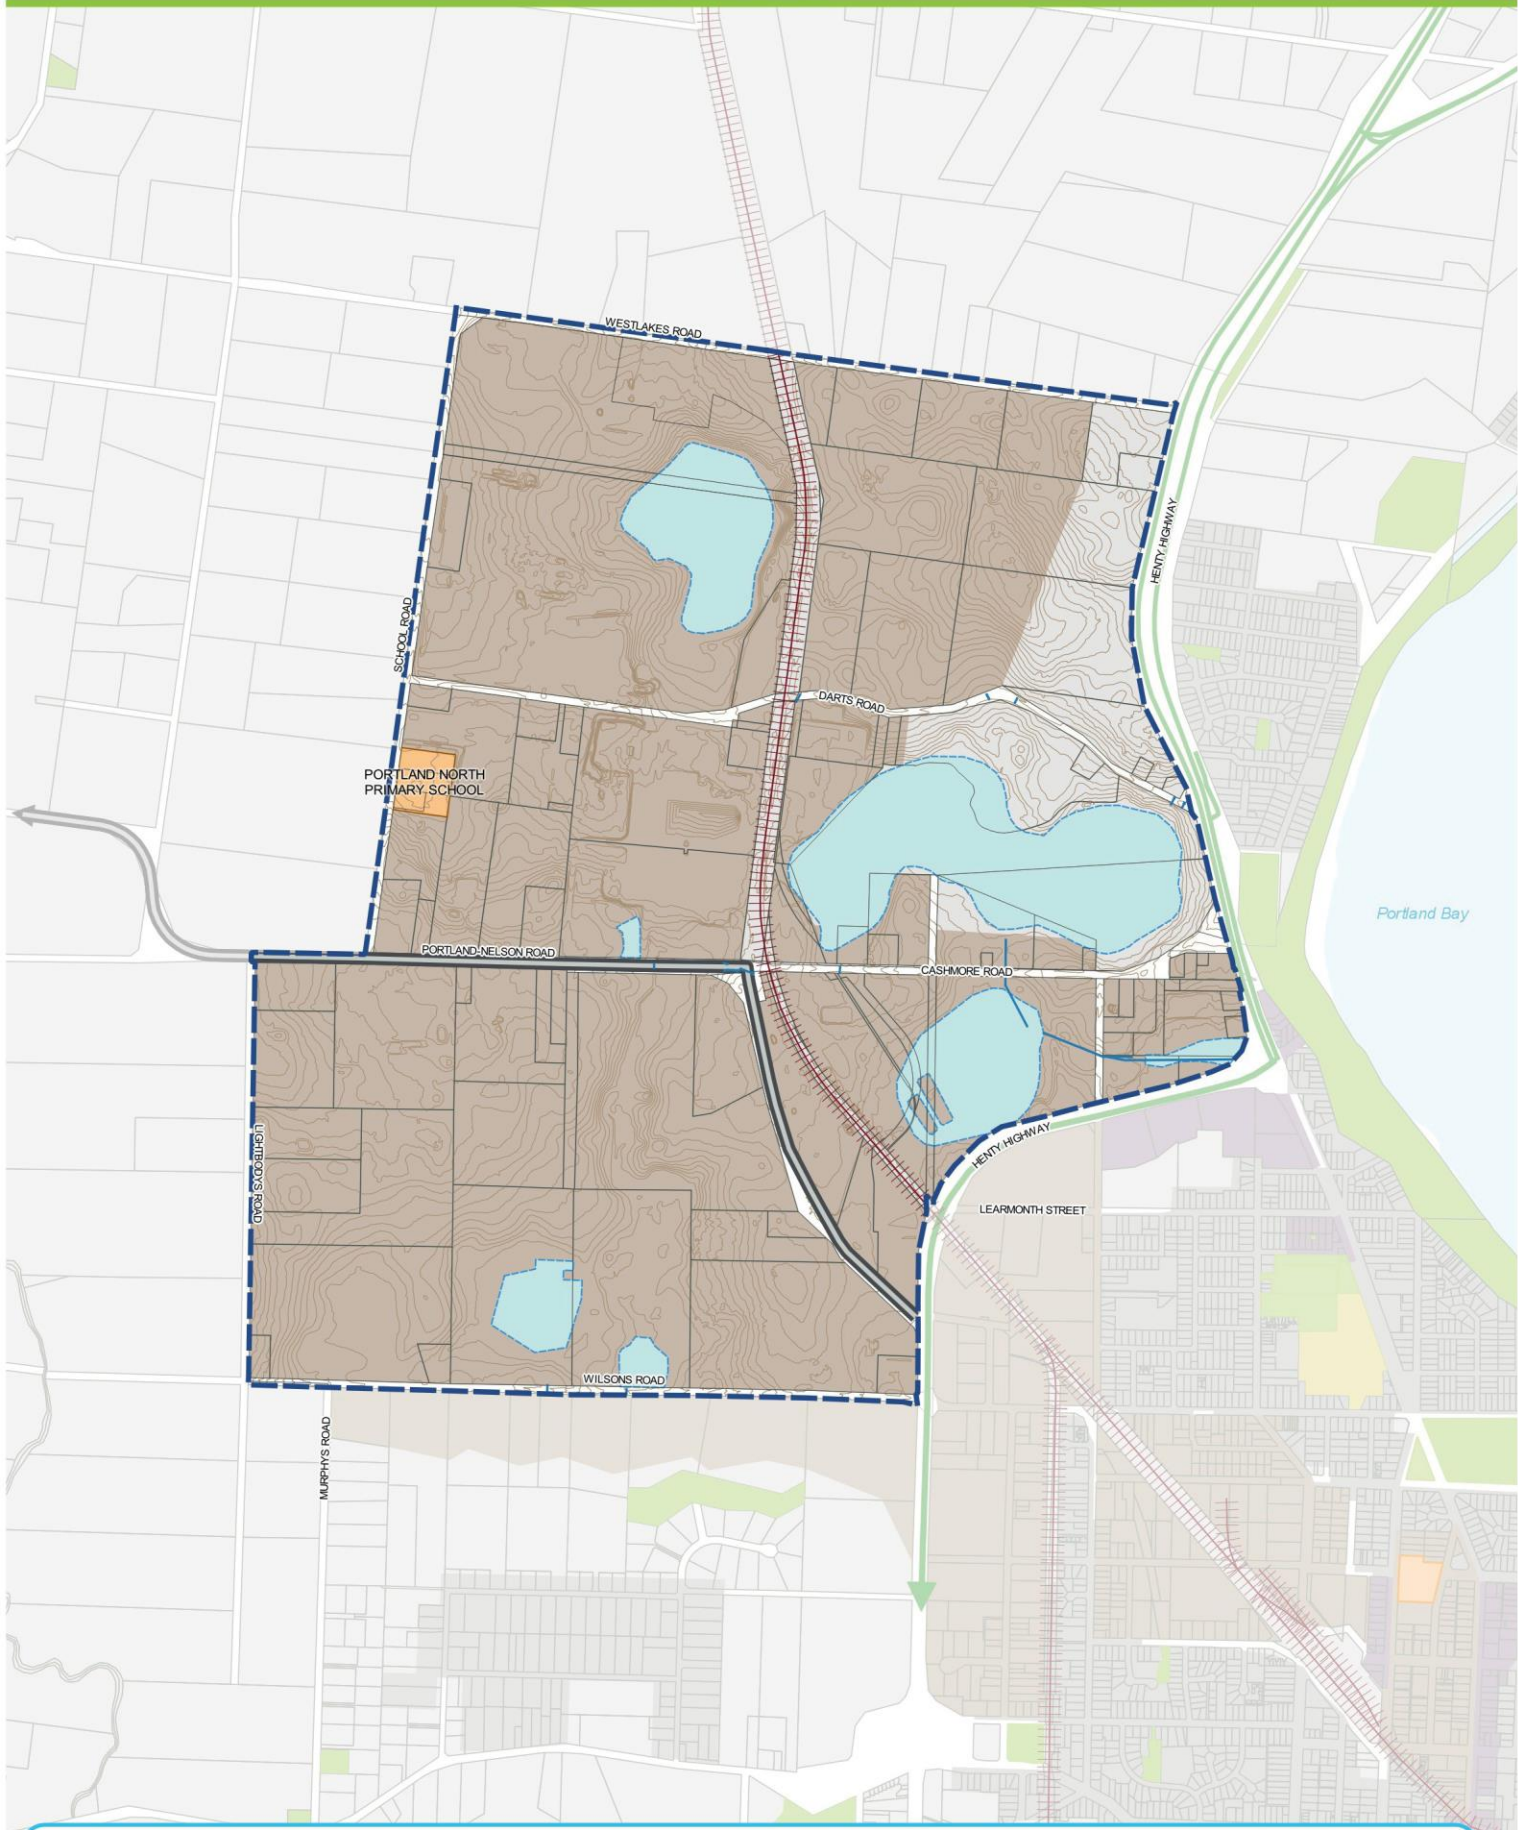 WESTLAKES ROAD
HENTY HIGHWAY
SCHOOL ROAD
DARTS ROAD
PORTLAND NORTH
PRIMARY SCHOOL
Portland Bay
PORTLAND-NELSON ROAD
CASHMORE ROAD
LIGHTBODYS ROAD
HENTY HIGHWAY
LEARMONTH STREET
WILSONS ROAD
MURPHYS ROAD